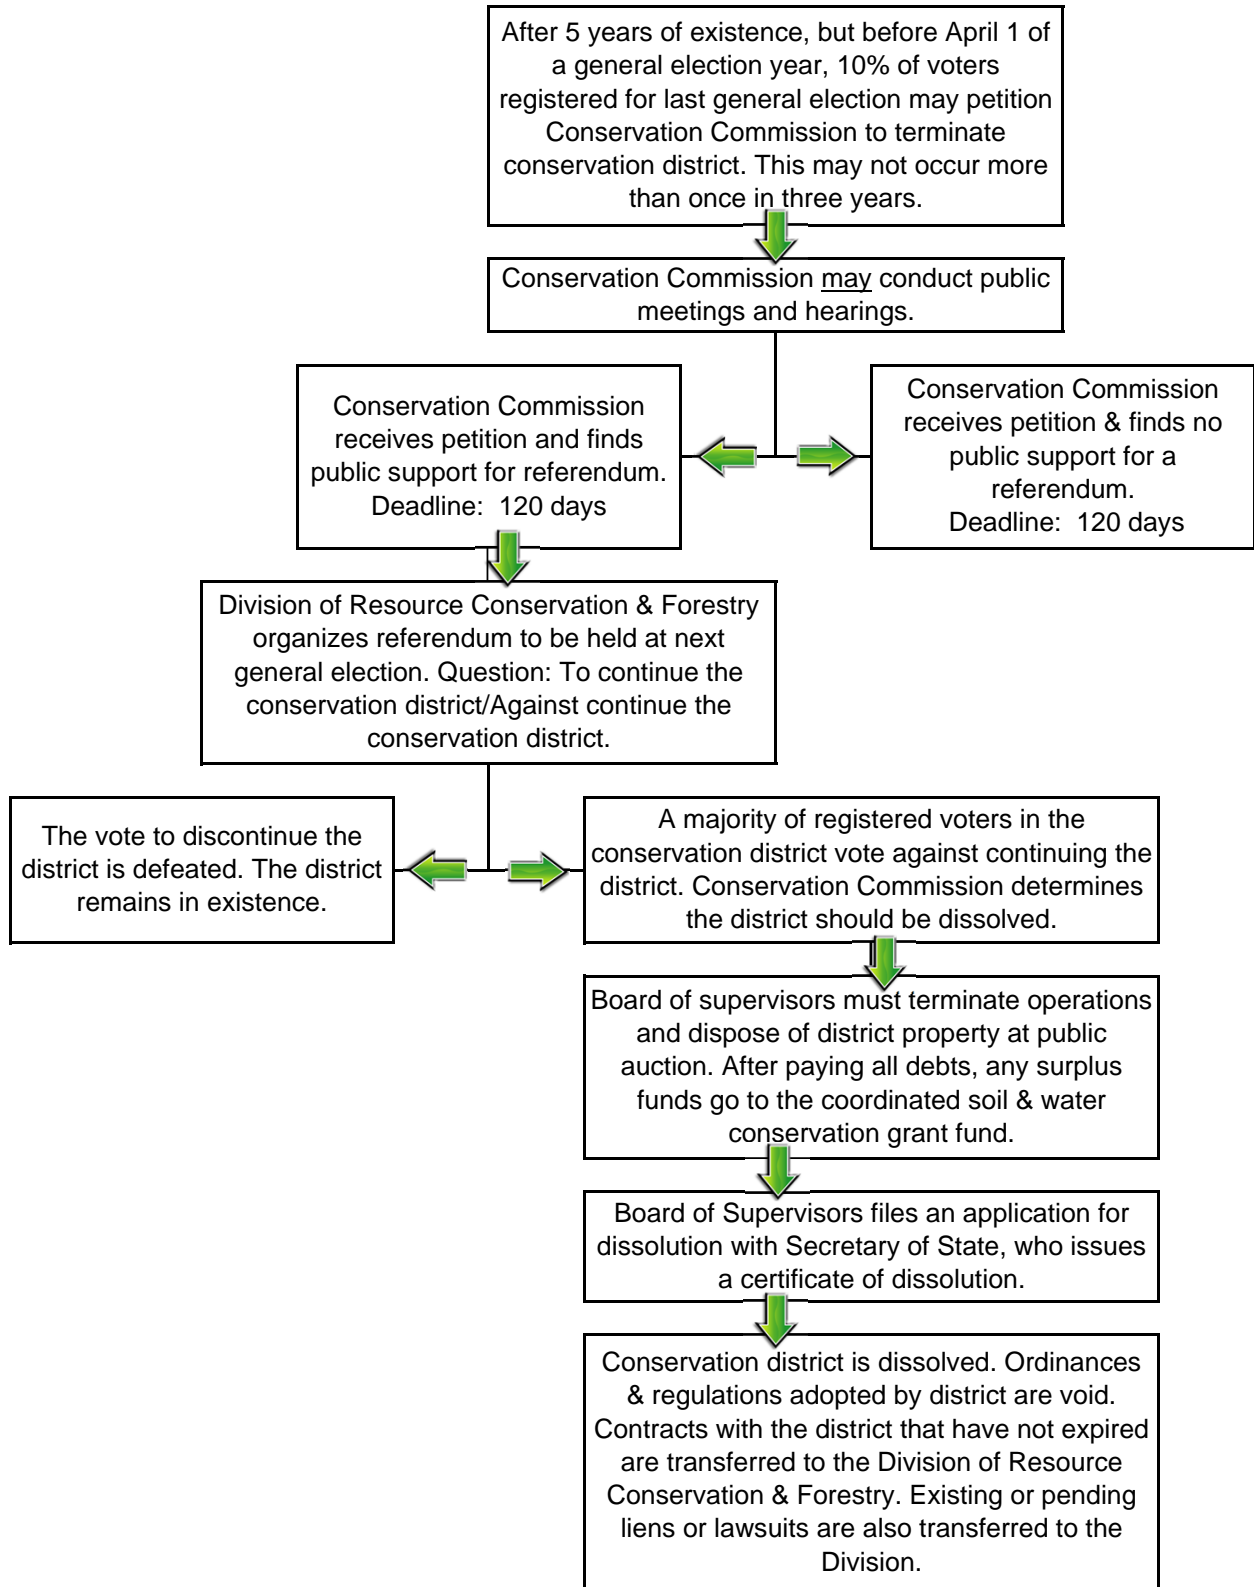 After 5 years of existence, but before April 1 of
a general election year, 10% of voters
registered for last general election may petition
Conservation Commission to terminate
conservation district. This may not occur more
than once in three years.
Conservation Commission may conduct public
meetings and hearings.
Conservation Commission
receives petition and finds
public support for referendum.
Deadline:  120 days
Conservation Commission
receives petition & finds no
public support for a
referendum.
Deadline:  120 days
Division of Resource Conservation & Forestry
organizes referendum to be held at next
general election. Question: To continue the
conservation district/Against continue the
conservation district.
The vote to discontinue the
district is defeated. The district
remains in existence.
A majority of registered voters in the
conservation district vote against continuing the
district. Conservation Commission determines
the district should be dissolved.
Board of supervisors must terminate operations
and dispose of district property at public
auction. After paying all debts, any surplus
funds go to the coordinated soil & water
conservation grant fund.
Board of Supervisors files an application for
dissolution with Secretary of State, who issues
a certificate of dissolution.
Conservation district is dissolved. Ordinances
& regulations adopted by district are void.
Contracts with the district that have not expired
are transferred to the Division of Resource
Conservation & Forestry. Existing or pending
liens or lawsuits are also transferred to the
Division.